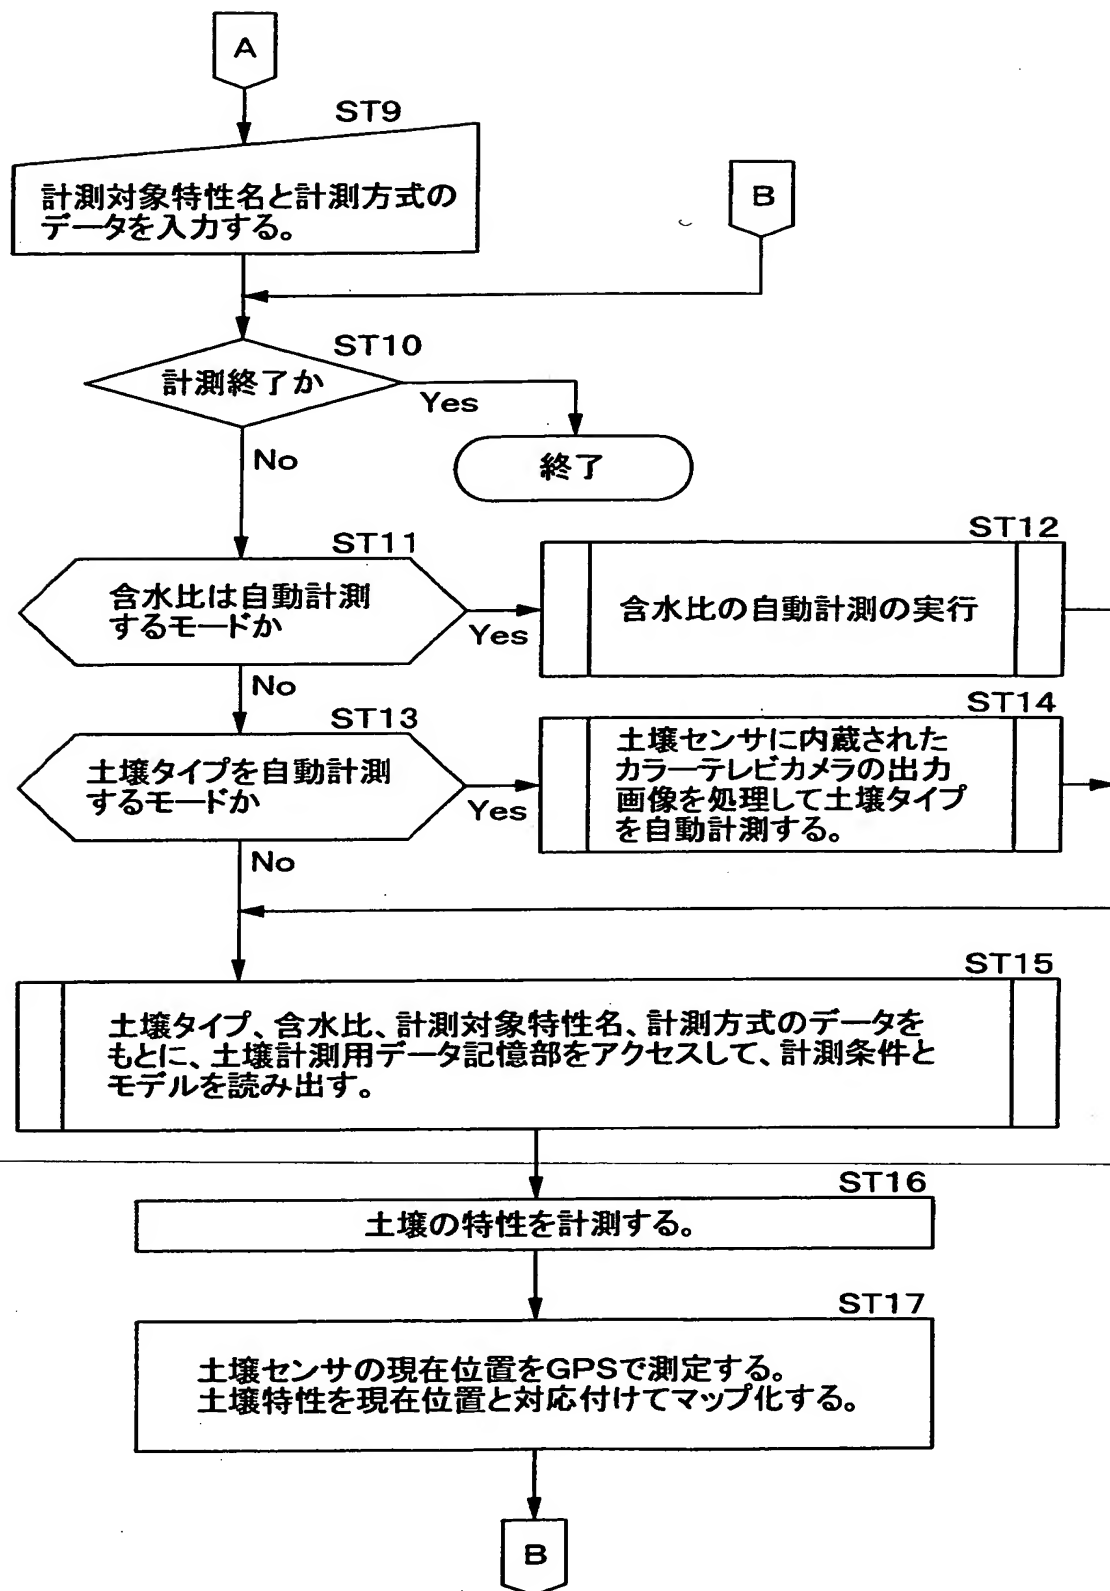 A
ST9
計測対象特性名と計測方式の
データを入力する。
B
ST10
計測終了か
Yes
終了
No
ST11
含水比は自動計測
するモードか
Yes
ST12
含水比の自動計測の実行
No
ST13
土壌タイプを自動計測
するモードか
Yes
ST14
土壌センサに内蔵された
カラーテレビカメラの出力
画像を処理して土壌タイプ
を自動計測する。
No
ST15
土壌タイプ、含水比、計測対象特性名、計測方式のデータを
もとに、土壌計測用データ記憶部をアクセスして、計測条件と
モデルを読み出す。
ST16
土壌の特性を計測する。
ST17
土壌センサの現在位置をGPSで測定する。
土壌特性を現在位置と対応付けてマップ化する。
B